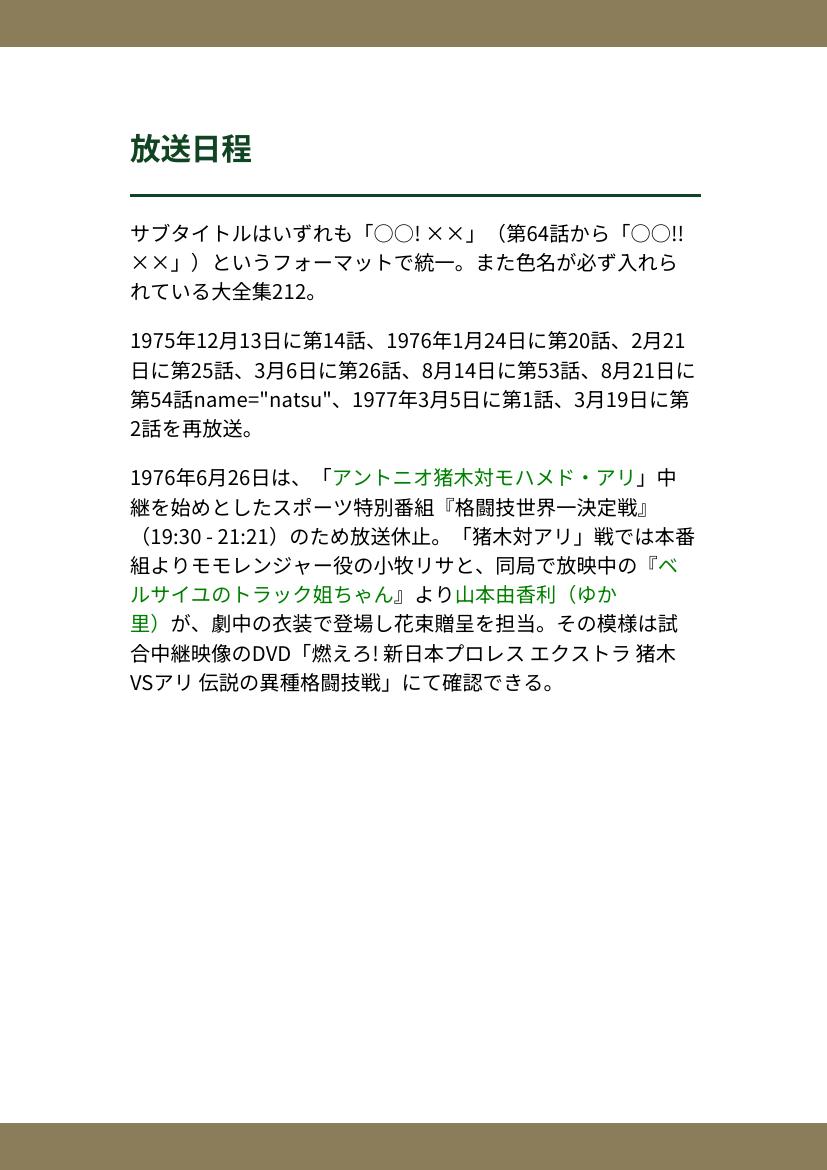 放送日程
サブタイトルはいずれも「○○! ××」（第64話から「○○!!
××」）というフォーマットで統一。また色名が必ず入れら
れている大全集212。
1975年12月13日に第14話、1976年1月24日に第20話、2月21
日に第25話、3月6日に第26話、8月14日に第53話、8月21日に
第54話name="natsu"、1977年3月5日に第1話、3月19日に第
2話を再放送。
1976年6月26日は、「アントニオ猪木対モハメド・アリ」中
継を始めとしたスポーツ特別番組『格闘技世界一決定戦』
（19:30 - 21:21）のため放送休止。「猪木対アリ」戦では本番
組よりモモレンジャー役の小牧リサと、同局で放映中の『ベ
ルサイユのトラック姐ちゃん』より山本由香利（ゆか
里）が、劇中の衣装で登場し花束贈呈を担当。その模様は試
合中継映像のDVD「燃えろ! 新日本プロレス エクストラ 猪木
VSアリ 伝説の異種格闘技戦」にて確認できる。